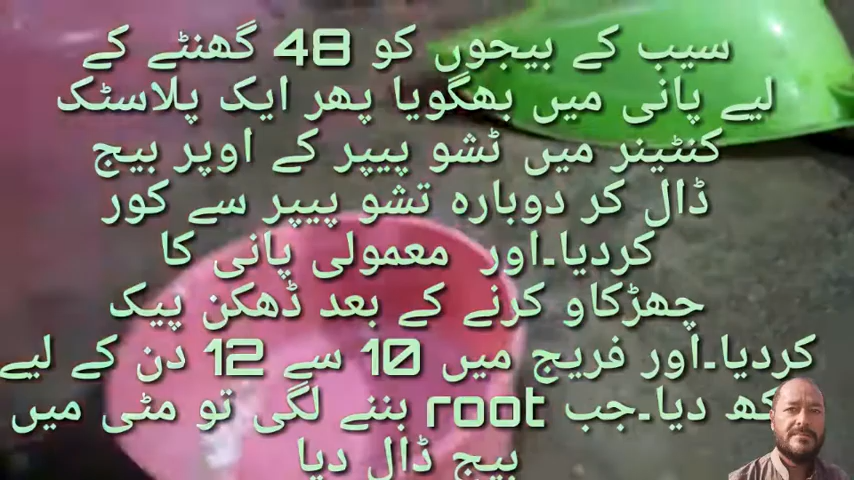 سیب کے بیجوں کو 48 گھنٹے کے
لیے پانی میں بھگویا پھر ایک پلاسٹک
کنٹینر میں ٹشو پیپر کے اوپر بیج
ڈال کر دوبارہ تشو پیپر سے کور
کردیا۔اور معمولی پانی کا
چھڑکاو کرنے کے بعد ڈھکن پیک
کردیا۔اور فریج میں 10 سے 12 دن کے لیے
دیا۔جب root بننے لگی تو مٹی میں
بیج ڈال دیا